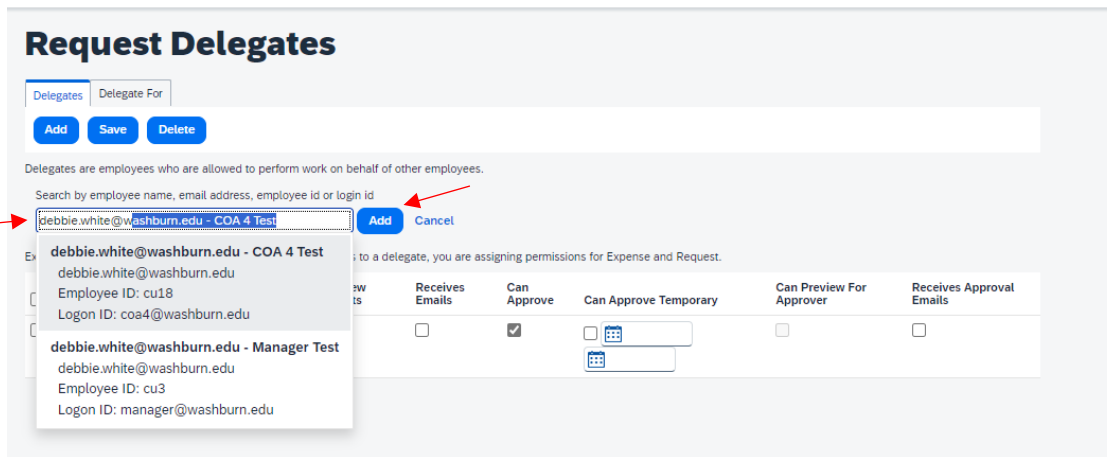 Request Delegates
Delegates Delegate For
Add Save Delete
Delegates are employees who are allowed to perform work on behalf of other employees.
Search by employee name, email address, employee id or login id
debbie.white@washburn.edu - COA 4 Test Add Cancel
debbie.white@washburn.edu - COA 4 Test
debbie.white@washburn.edu
Employee ID: cu18
Logon ID: coa4@washburn.edu
debbie.white@washburn.edu - Manager Test
debbie.white@washburn.edu
Employee ID: cu3
Logon ID: manager@washburn.edu
to a delegate, you are assigning permissions for Expense and Request.
Receives Emails
Can Approve
Can Approve Temporary
Can Preview For Approver
Receives Approval Emails